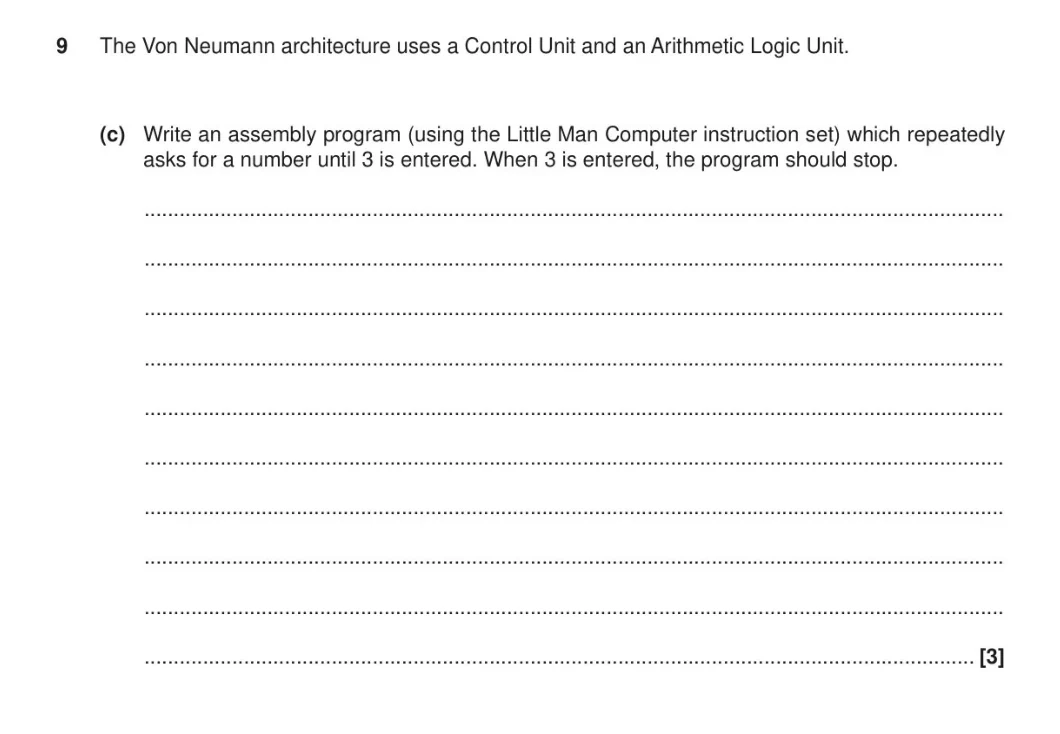 9 The Von Neumann architecture uses a Control Unit and an Arithmetic Logic Unit.
(c) Write an assembly program (using the Little Man Computer instruction set) which repeatedly
asks for a number until 3 is entered. When 3 is entered, the program should stop.
[3]